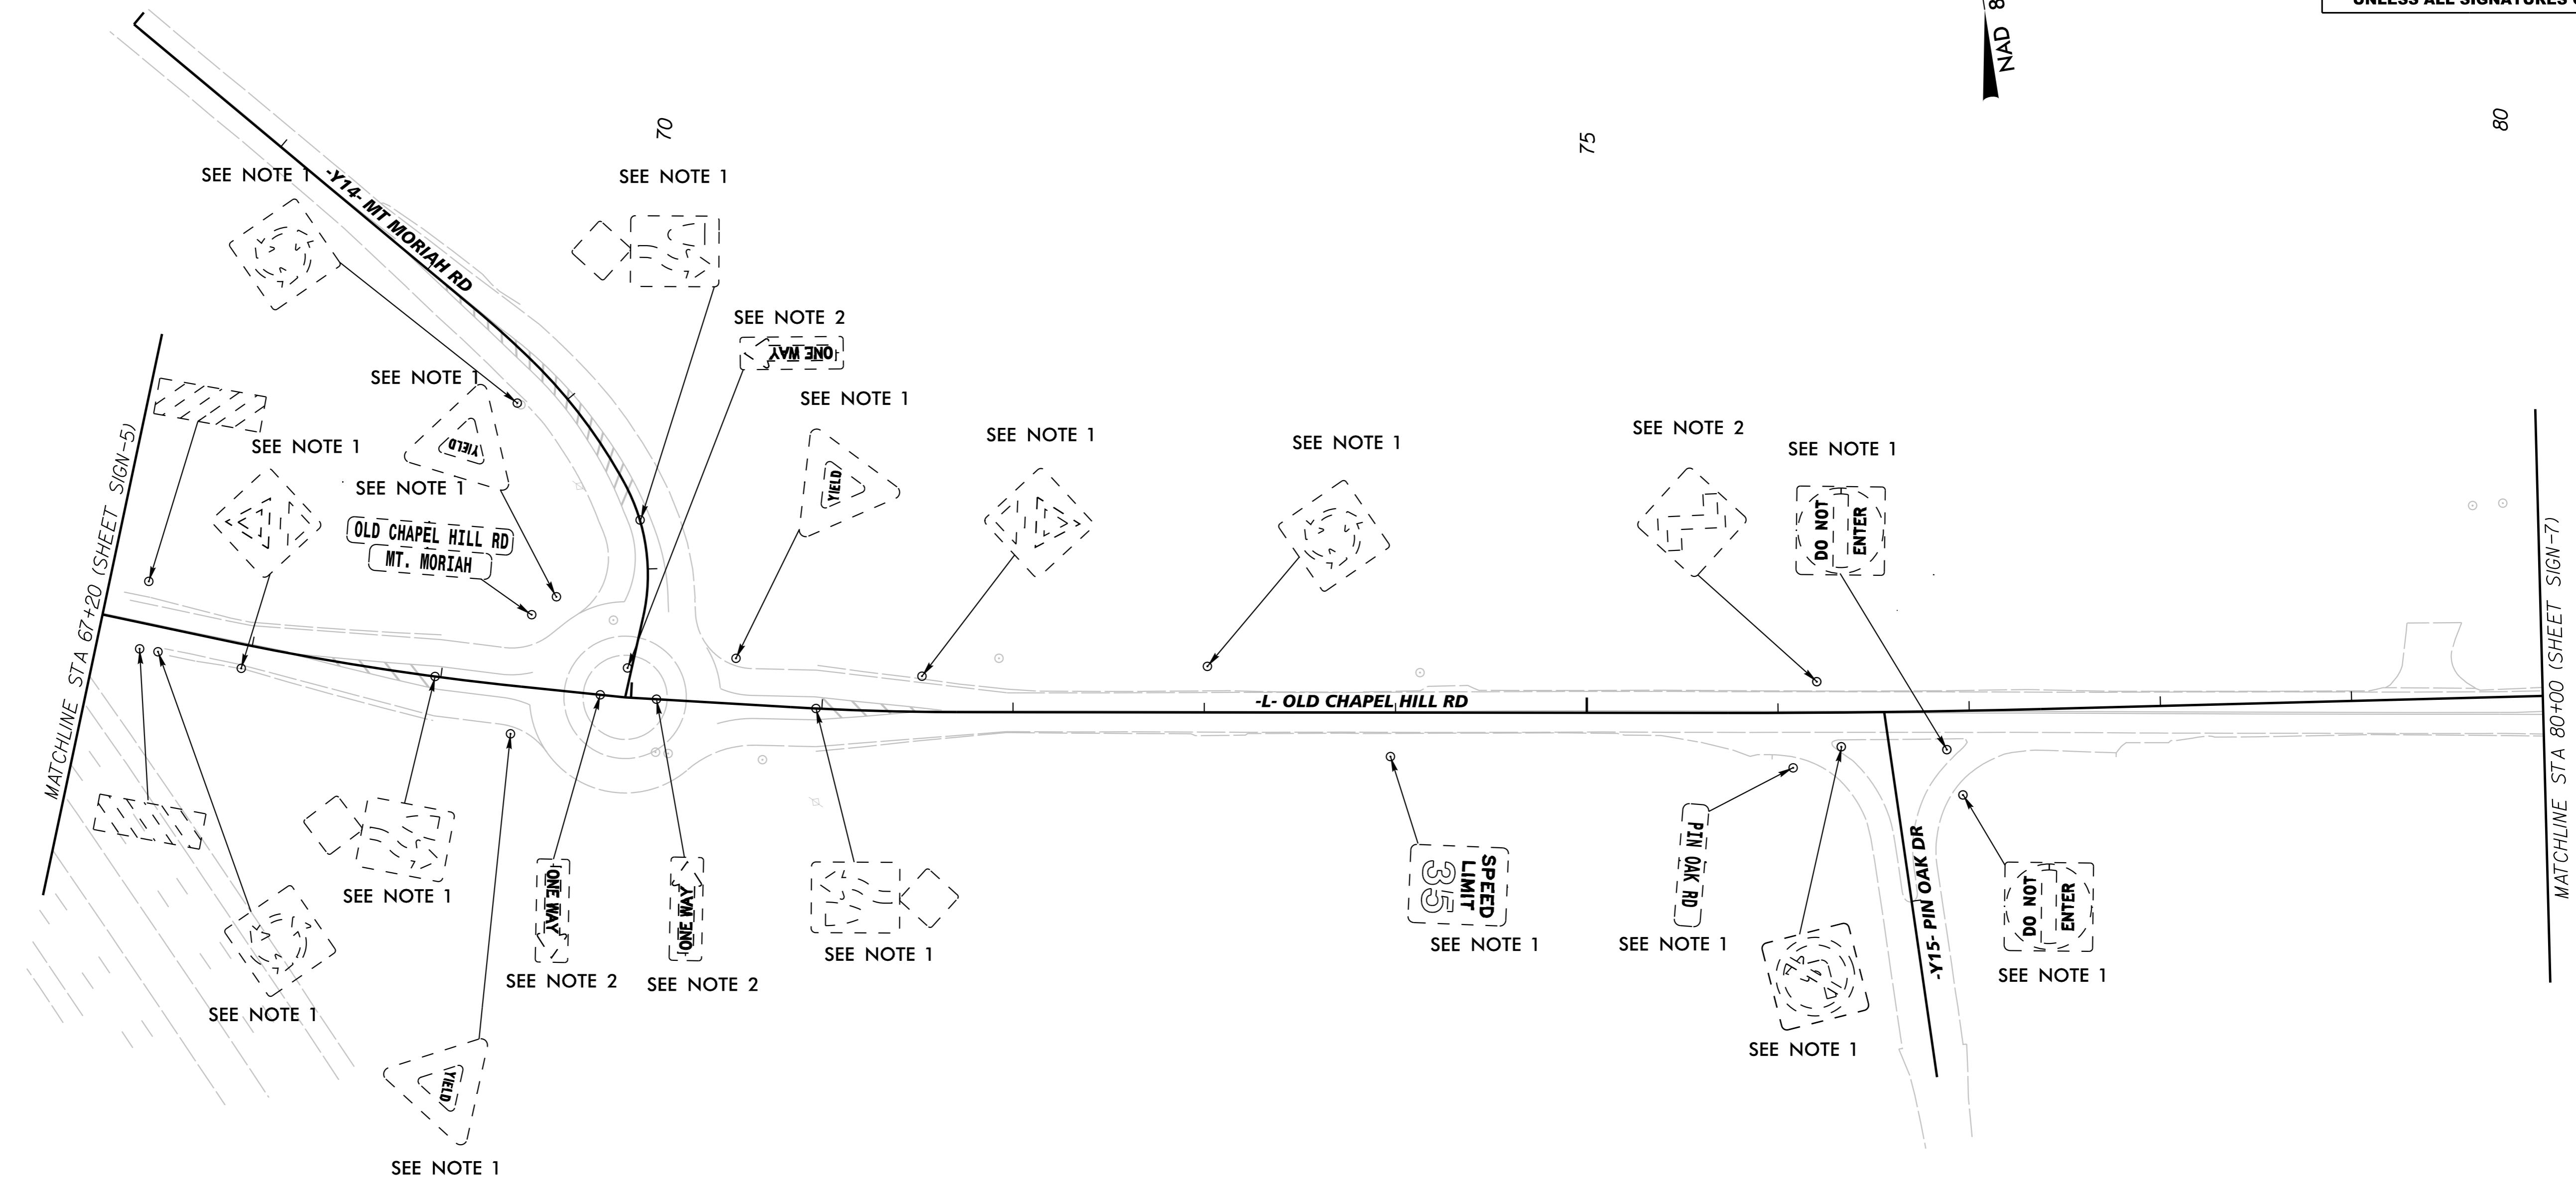 UNLESS ALL SIGNATURES
NAD 8
70
75
80
SEE NOTE 1
-Y14- MT MORIAH RD
SEE NOTE 1
SEE NOTE 2
ONE WAY
SEE NOTE 1
YIELD
SEE NOTE 1
YIELD
SEE NOTE 1
SEE NOTE 1
OLD CHAPEL HILL RD
MT. MORIAH
SEE NOTE 1
SEE NOTE 1
SEE NOTE 2
SEE NOTE 1
DO NOT
ENTER
MATCHLINE STA 67+20 (SHEET SIGN-5)
-L- OLD CHAPEL HILL RD
MATCHLINE STA 80+00 (SHEET SIGN-7)
SEE NOTE 1
SEE NOTE 1
YIELD
SEE NOTE 1
ONE WAY
SEE NOTE 2
ONE WAY
SEE NOTE 2
SEE NOTE 1
SPEED
LIMIT
35
SEE NOTE 1
PIN OAK RD
SEE NOTE 1
SEE NOTE 1
-Y15- PIN OAK DR
DO NOT
ENTER
SEE NOTE 1